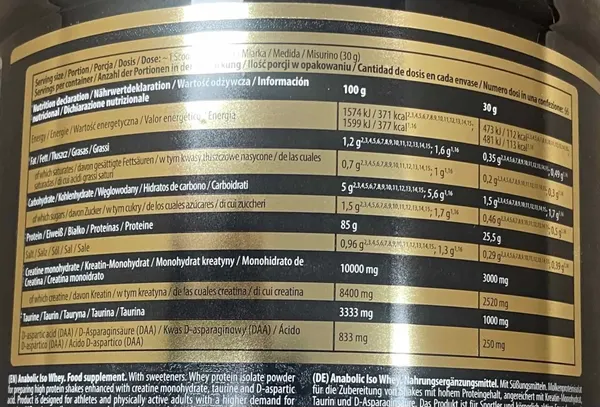 Serving size / Portion / Porcja / Dosis / Dose: ~ 1 Miarka / Medida / Misurino (30 g)
Servings per container / Anzahl der Portionen in der / Ilość porcji w opakowaniu / Cantidad de dosis en cada envase / Numero dosi in una confezione:
Nutrition declaration / Nährwertdeklaration / Wartość odżywcza / Información
nutricional / Dichiarazione nutrizionale 100 g 30 g
Energy / Energie / Wartość energetyczna / Valor energético / Energia 1574 kJ / 371 kcal 473 kJ / 112 kcal
1599 kJ / 377 kcal 481 kJ / 113 kcal
Fat / Fett / Tłuszcz / Grasas / Grassi 1,2 g 1,6 g 0,35 g 0,49 g
of which saturates / davon gesättigte Fettsäuren / w tym kwasy tłuszczowe nasycone / de las cuales
saturadas / di cui acidi grassi saturi 0,7 g 1 g 0,2 g 0,3 g
Carbohydrate / Kohlenhydrate / Węglowodany / Hidratos de carbono / Carboidrati 5 g 5,6 g 1,5 g 1,7 g
of which sugars / davon Zucker / w tym cukry / de los cuales azúcares / di cui zuccheri 1,5 g 1,7 g 0,46 g 0,5 g
Protein / Eiweiß / Białko / Proteínas / Proteine 85 g 25,5 g
Salt / Salz / Sól / Sal / Sale 0,96 g 1,3 g 0,29 g 0,39 g
Creatine monohydrate / Kreatin-Monohydrat / Monohydrat kreatyny / Monohidrato de
Creatina / Creatina monoidrato 10000 mg 3000 mg
of which creatine / davon Kreatin / w tym kreatyna / de las cuales creatina / di cui creatina 8400 mg 2520 mg
Taurine / Taurin / Tauryna / Taurina / Taurina 3333 mg 1000 mg
D-aspartic acid (DAA) / D-Asparaginsäure (DAA) / Kwas D-asparaginowy (DAA) / Ácido
D-aspártico (DAA) / Acido D-aspartico (DAA) 833 mg 250 mg
(EN) Anabolic Iso Whey. Food supplement. With sweeteners. Whey protein isolate powder
for preparing high protein shakes enhanced with creatine monohydrate, taurine and D-aspartic
acid. Product is designed for athletes and physically active adults with a higher demand for
(DE) Anabolic Iso Whey. Nahrungsergänzungsmittel. Mit Süßungsmitteln. Molkenproteinisolat
für die Zubereitung von Shakes mit hohem Proteingehalt, angereichert mit Kreatin-Monohydrat,
Taurin und D-Asparaginsäure. Das Produkt ist für Sportler und